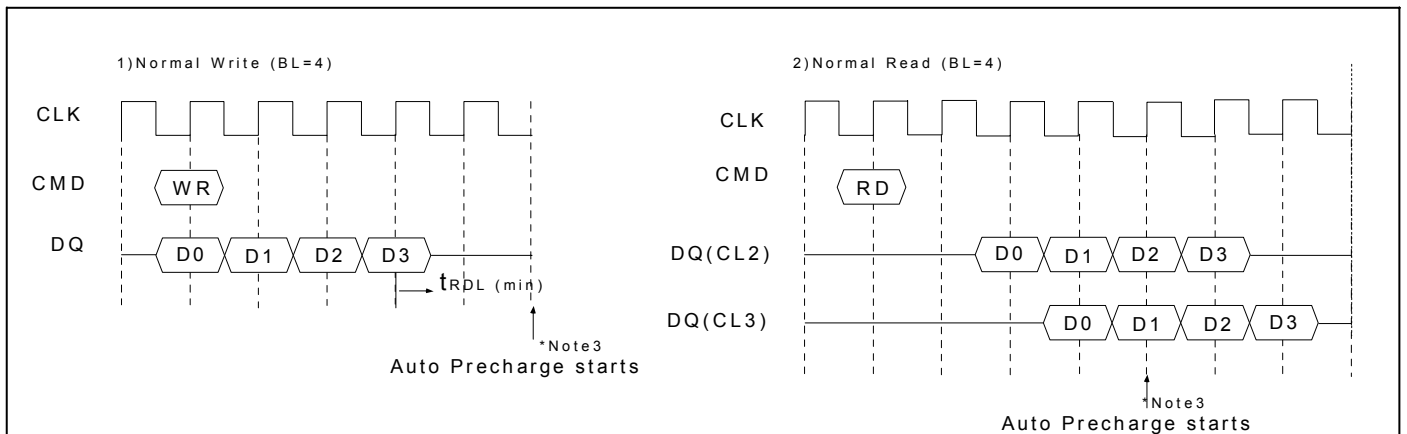 1)Normal Write (BL=4)
CLK
CMD
WR
DQ
D0 D1 D2 D3
tRDL (min)
*Note3
Auto Precharge starts
2)Normal Read (BL=4)
CLK
CMD
RD
DQ(CL2)
D0 D1 D2 D3
DQ(CL3)
D0 D1 D2 D3
*Note3
Auto Precharge starts